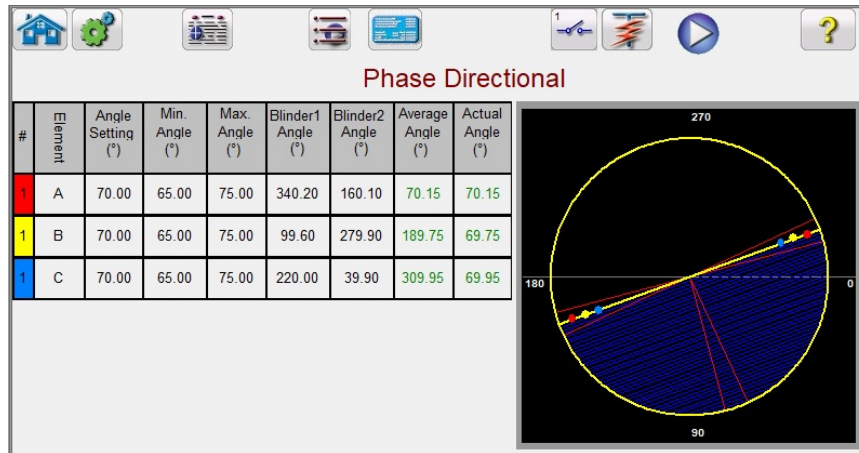 1
?
Phase Directional
# Element Angle Setting (°) Min. Angle (°) Max. Angle (°) Blinder1 Angle (°) Blinder2 Angle (°) Average Angle (°) Actual Angle (°)
1 A 70.00 65.00 75.00 340.20 160.10 70.15 70.15
1 B 70.00 65.00 75.00 99.60 279.90 189.75 69.75
1 C 70.00 65.00 75.00 220.00 39.90 309.95 69.95
270
180 0
90